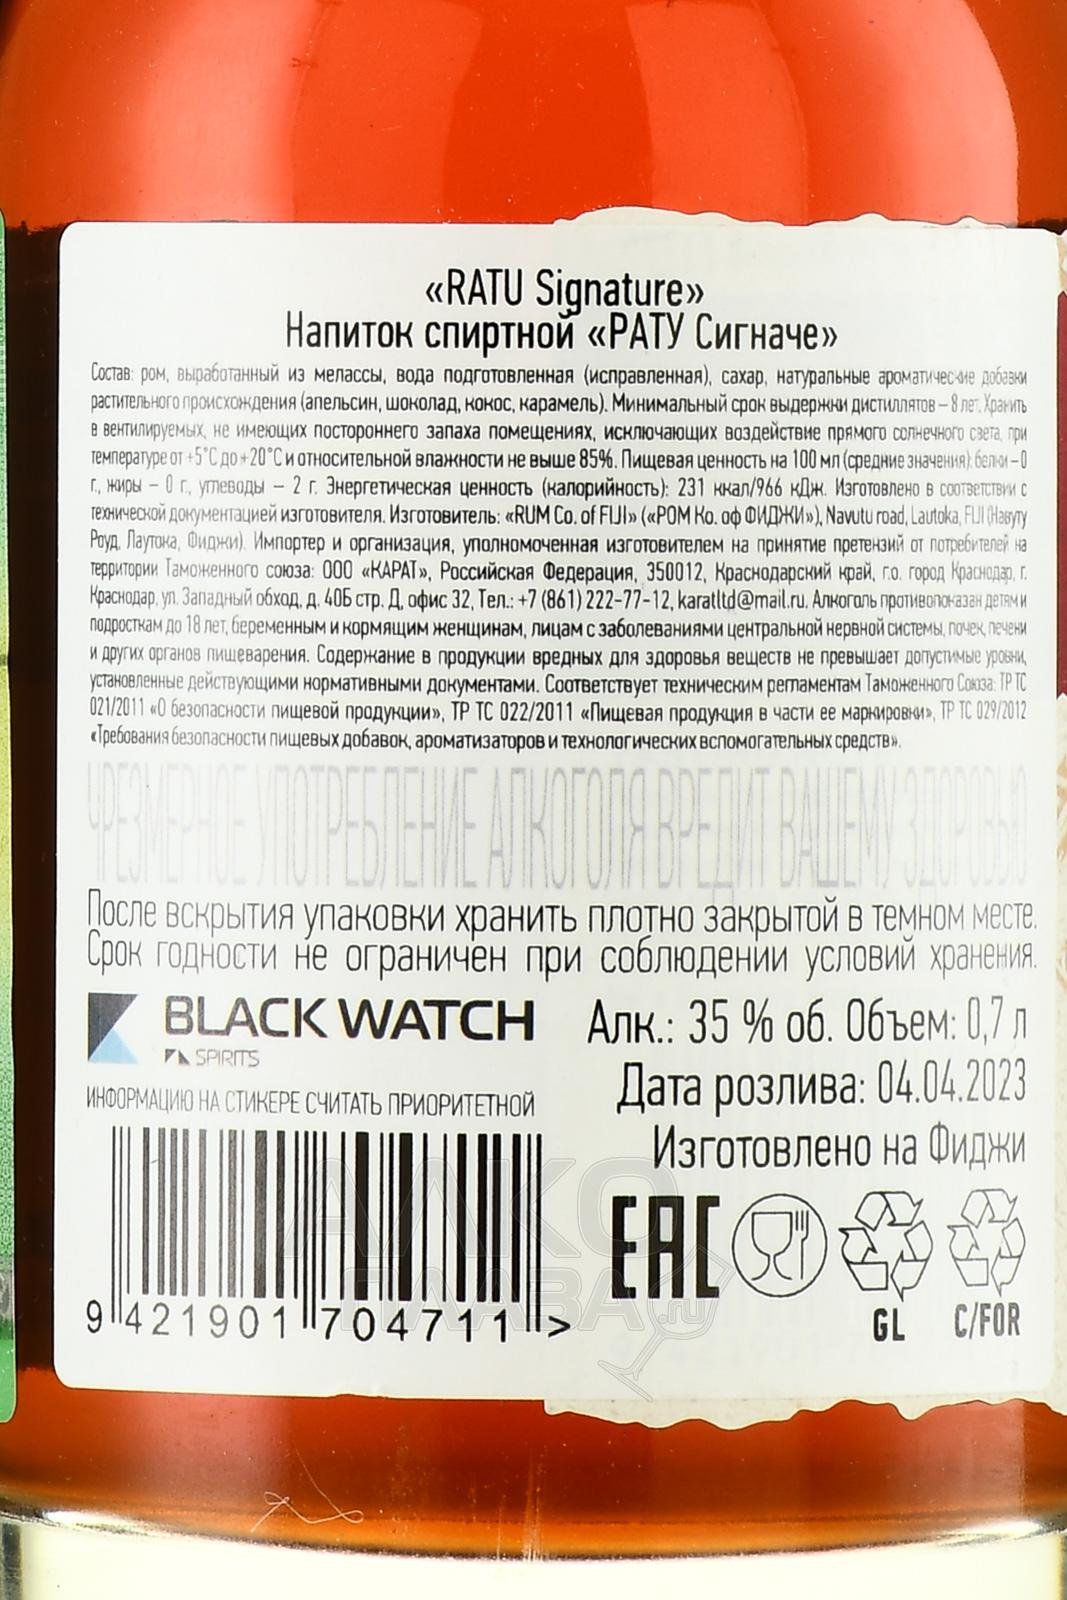 «RATU Signature»
Напиток спиртной «РАТУ Сигначе»
Состав: ром, выработанный из мелассы, вода подготовленная (исправленная), сахар, натуральные ароматические добавки
растительного происхождения (апельсин, шоколад, кокос, карамель). Минимальный срок выдержки дистиллятов – 8 лет. Хранить
в вентилируемых, не имеющих постороннего запаха помещениях, исключающих воздействие прямого солнечного света, при
температуре от +5°С до +20°С и относительной влажности не выше 85%. Пищевая ценность на 100 мл (средние значения): белки – 0
г., жиры – 0 г., углеводы – 2 г. Энергетическая ценность (калорийность): 231 ккал/966 кДж. Изготовлено в соответствии с
технической документацией изготовителя. Изготовитель: «RUM Co. of FIJI» («РОМ Ко. оф ФИДЖИ»), Navutu road, Lautoka, FIJI (Навуту
Роуд, Лаутока, Фиджи). Импортер и организация, уполномоченная изготовителем на принятие претензий от потребителей на
территории Таможенного союза: ООО «КАРАТ», Российская Федерация, 350012, Краснодарский край, г.о. город Краснодар, г.
Краснодар, ул. Западный обход, д. 40Б стр. Д, офис 32, Тел.: +7 (861) 222-77-12, karatltd@mail.ru. Алкоголь противопоказан детям и
подросткам до 18 лет, беременным и кормящим женщинам, лицам с заболеваниями центральной нервной системы, почек, печени
и других органов пищеварения. Содержание в продукции вредных для здоровья веществ не превышает допустимые уровни,
установленные действующими нормативными документами. Соответствует техническим регламентам Таможенного Союза: ТР ТС
021/2011 «О безопасности пищевой продукции», ТР ТС 022/2011 «Пищевая продукция в части ее маркировки», ТР ТС 029/2012
«Требования безопасности пищевых добавок, ароматизаторов и технологических вспомогательных средств».
ЧРЕЗМЕРНОЕ УПОТРЕБЛЕНИЕ АЛКОГОЛЯ ВРЕДИТ ВАШЕМУ ЗДОРОВЬЮ
После вскрытия упаковки хранить плотно закрытой в темном месте.
Срок годности не ограничен при соблюдении условий хранения.
BLACK WATCH
SPIRITS
ИНФОРМАЦИЮ НА СТИКЕРЕ СЧИТАТЬ ПРИОРИТЕТНОЙ
Алк.: 35 % об. Объем: 0,7 л
Дата розлива: 04.04.2023
Изготовлено на Фиджи
9 421901 704711 >
EAC
GL
C/FOR
АЛКО
ПЛАВА.ru